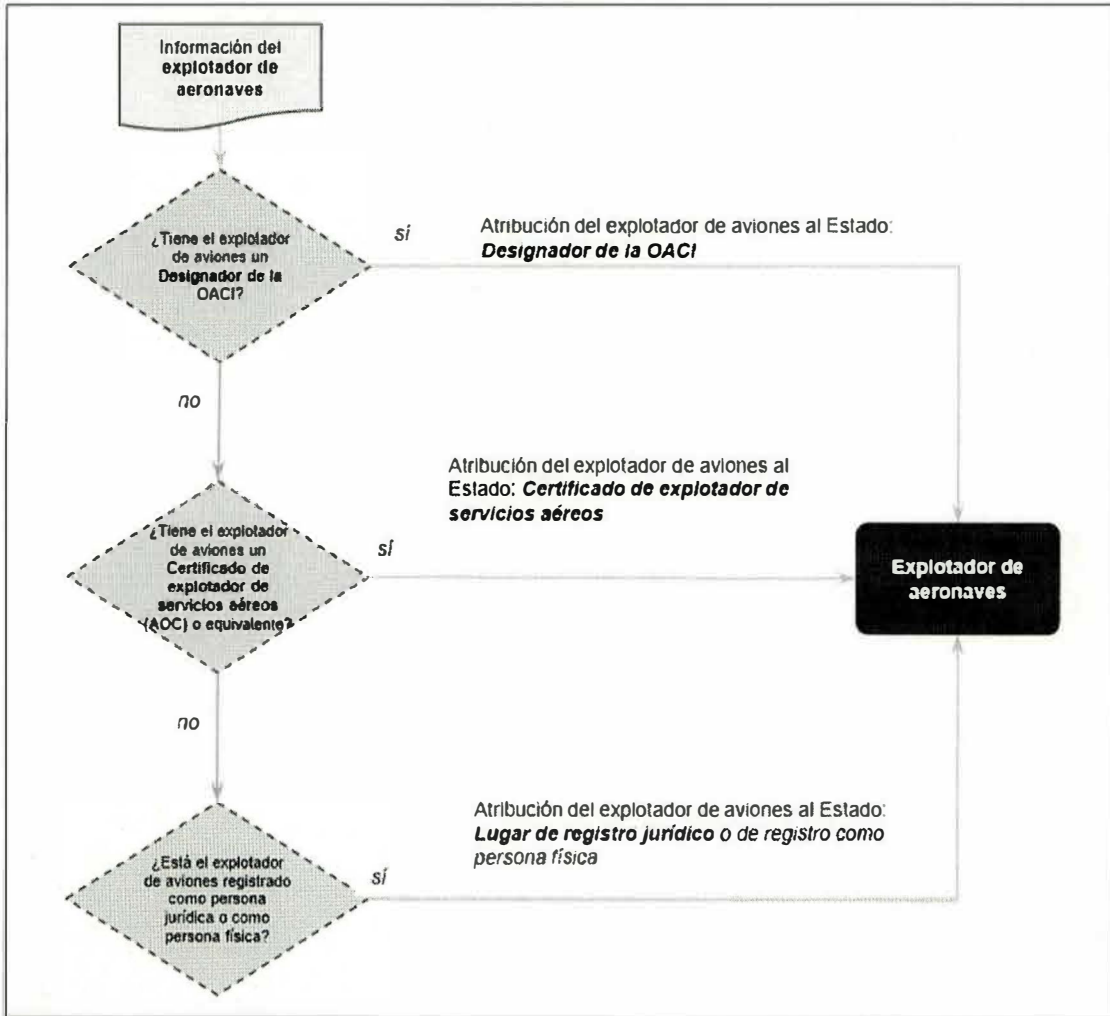 Información del
explotador de
aeronaves
¿Tiene el explotador
de aviones un
Designador de la
OACI?
sí
Atribución del explotador de aviones al Estado:
Designador de la OACI
no
¿Tiene el explotador
de aviones un
Certificado de
explotador de
servicios aéreos
(AOC) o equivalente?
sí
Atribución del explotador de aviones al
Estado: Certificado de explotador de
servicios aéreos
Explotador de
aeronaves
no
¿Está el explotador
de aviones registrado
como persona
jurídica o como
persona física?
sí
Atribución del explotador de aviones al Estado:
Lugar de registro jurídico o de registro como
persona física